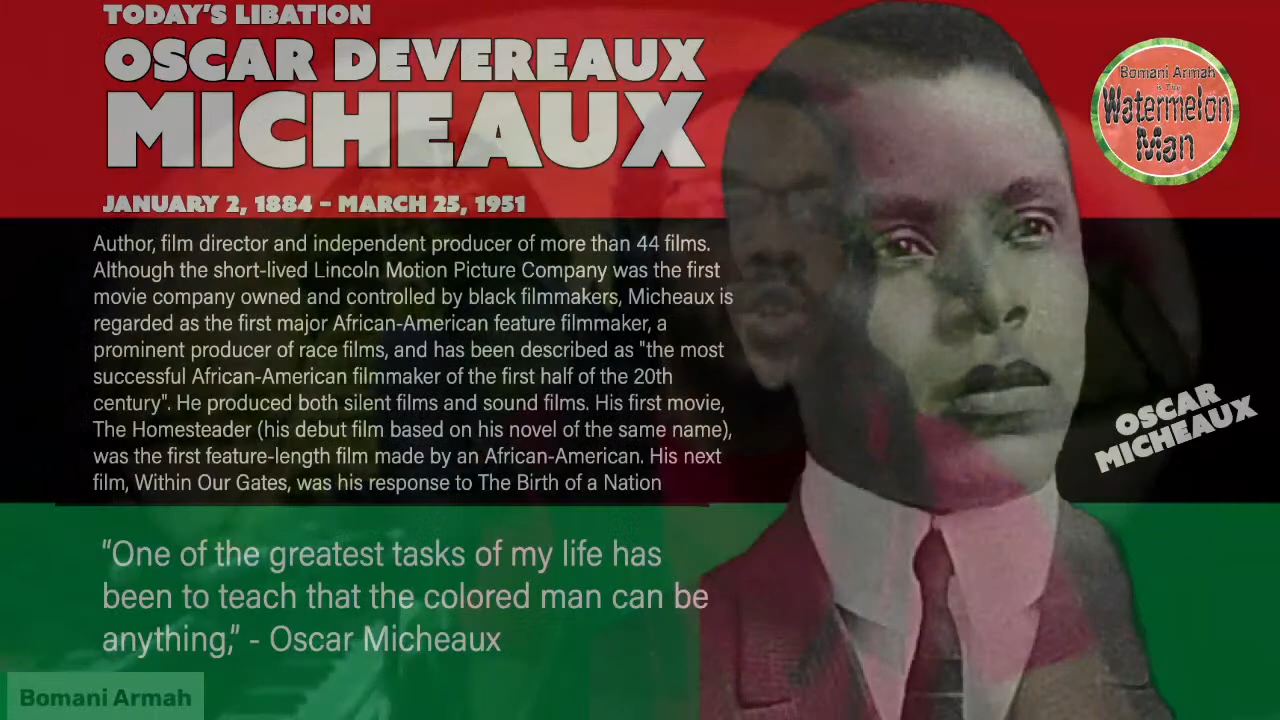 TODAY'S LIBATION
OSCAR DEVEREAUX
MICHEAUX
JANUARY 2, 1884 – MARCH 25, 1951
Author, film director and independent producer of more than 44 films.
Although the short-lived Lincoln Motion Picture Company was the first
movie company owned and controlled by black filmmakers, Micheaux is
regarded as the first major African-American feature filmmaker, a
prominent producer of race films, and has been described as "the most
successful African-American filmmaker of the first half of the 20th
century". He produced both silent films and sound films. His first movie,
The Homesteader (his debut film based on his novel of the same name),
was the first feature-length film made by an African-American. His next
film, Within Our Gates, was his response to The Birth of a Nation
“One of the greatest tasks of my life has
been to teach that the colored man can be
anything,” - Oscar Micheaux
Bomani Armah
is The
Watermelon
Man
OSCAR
MICHEAUX
Bomani Armah